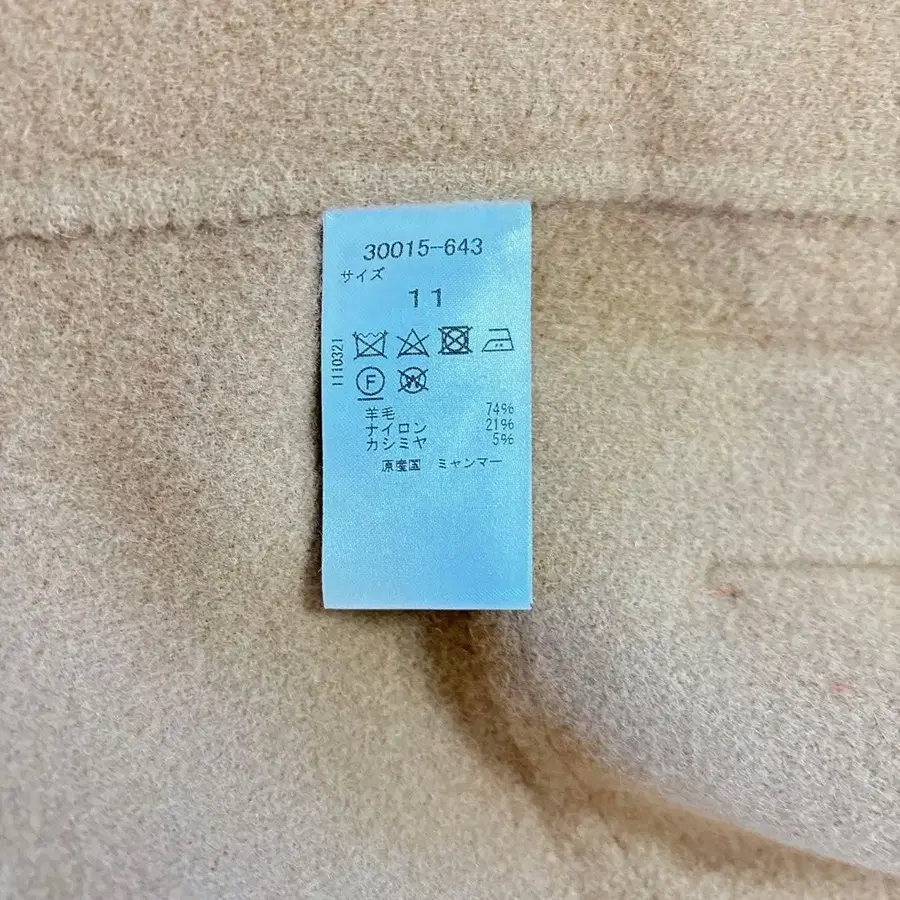 30015-643
サイズ
11
1110321
F
W
羊毛 74%
ナイロン 21%
カシミヤ 5%
原産国 ミャンマー